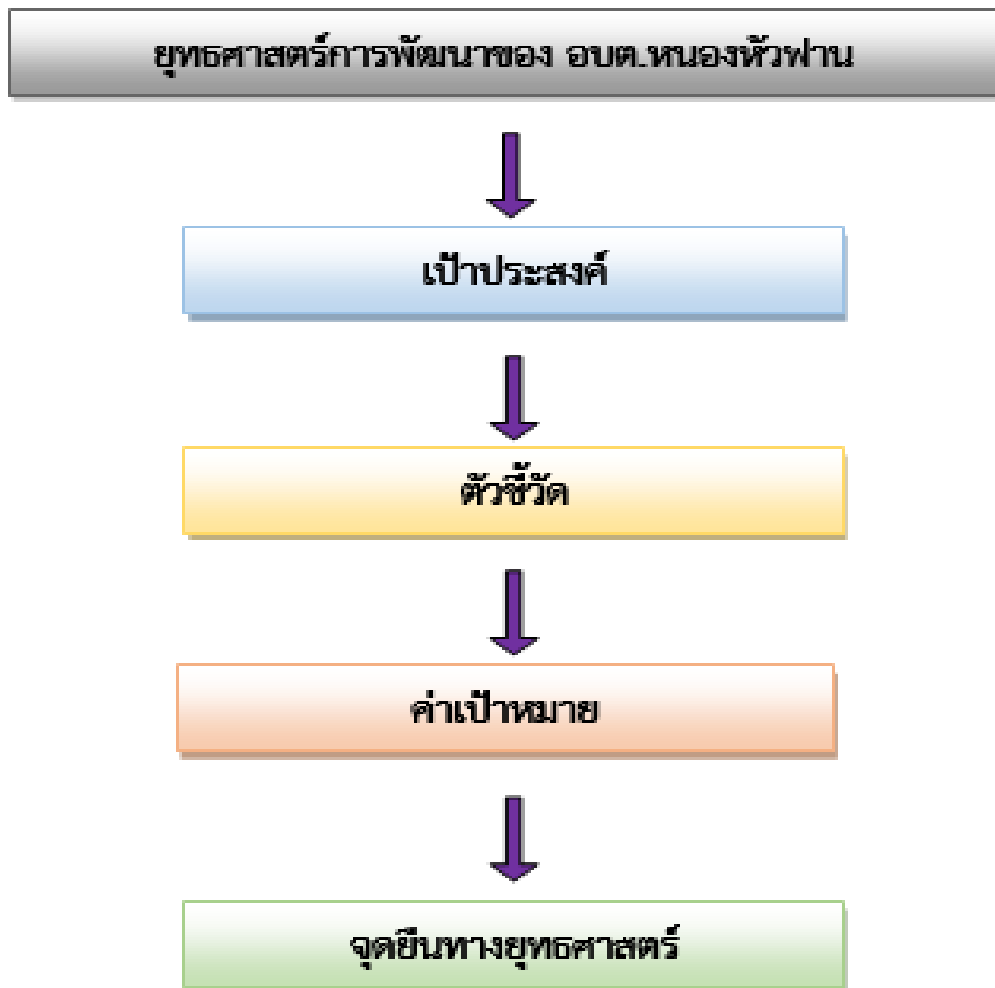 ยุทธศาสตร์การพัฒนาของ อบต.หนองหัวฟาน
เป้าประสงค์
ตัวชี้วัด
ค่าเป้าหมาย
จุดยืนทางยุทธศาสตร์